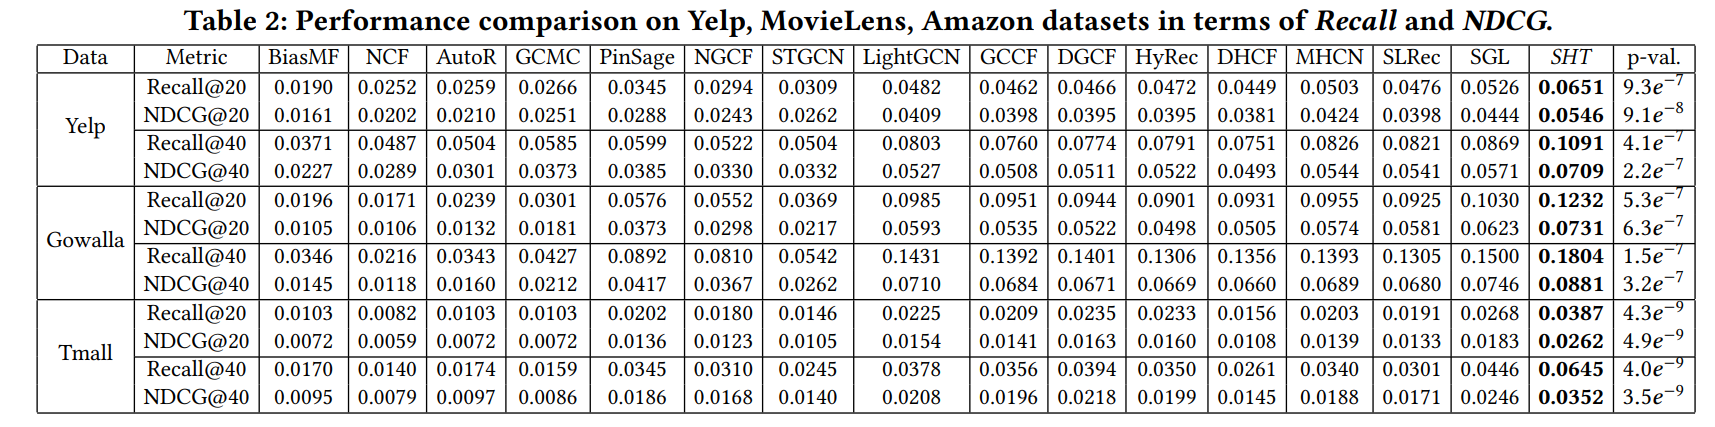 Table 2: Performance comparison on Yelp, MovieLens, Amazon datasets in terms of Recall and NDCG.
Data Metric BiasMF NCF AutoR GCMC PinSage NGCF STGCN LightGCN GCCF DGCF HyRec DHCF MHCN SLRec SGL SHT p-val.
Yelp
Recall@20 0.0190 0.0252 0.0259 0.0266 0.0345 0.0294 0.0309 0.0482 0.0462 0.0466 0.0472 0.0449 0.0503 0.0476 0.0526 0.0651 9.3e−7
NDCG@20 0.0161 0.0202 0.0210 0.0251 0.0288 0.0243 0.0262 0.0409 0.0398 0.0395 0.0395 0.0381 0.0424 0.0398 0.0444 0.0546 9.1e−8
Recall@40 0.0371 0.0487 0.0504 0.0585 0.0599 0.0522 0.0504 0.0803 0.0760 0.0774 0.0791 0.0751 0.0826 0.0821 0.0869 0.1091 4.1e−7
NDCG@40 0.0227 0.0289 0.0301 0.0373 0.0385 0.0330 0.0332 0.0527 0.0508 0.0511 0.0522 0.0493 0.0544 0.0541 0.0571 0.0709 2.2e−7
Gowalla
Recall@20 0.0196 0.0171 0.0239 0.0301 0.0576 0.0552 0.0369 0.0985 0.0951 0.0944 0.0901 0.0931 0.0955 0.0925 0.1030 0.1232 5.3e−7
NDCG@20 0.0105 0.0106 0.0132 0.0181 0.0373 0.0298 0.0217 0.0593 0.0535 0.0522 0.0498 0.0505 0.0574 0.0581 0.0623 0.0731 6.3e−7
Recall@40 0.0346 0.0216 0.0343 0.0427 0.0892 0.0810 0.0542 0.1431 0.1392 0.1401 0.1306 0.1356 0.1393 0.1305 0.1500 0.1804 1.5e−7
NDCG@40 0.0145 0.0118 0.0160 0.0212 0.0417 0.0367 0.0262 0.0710 0.0684 0.0671 0.0669 0.0660 0.0689 0.0680 0.0746 0.0881 3.2e−7
Tmall
Recall@20 0.0103 0.0082 0.0103 0.0103 0.0202 0.0180 0.0146 0.0225 0.0209 0.0235 0.0233 0.0156 0.0203 0.0191 0.0268 0.0387 4.3e−9
NDCG@20 0.0072 0.0059 0.0072 0.0072 0.0136 0.0123 0.0105 0.0154 0.0141 0.0163 0.0160 0.0108 0.0139 0.0133 0.0183 0.0262 4.9e−9
Recall@40 0.0170 0.0140 0.0174 0.0159 0.0345 0.0310 0.0245 0.0378 0.0356 0.0394 0.0350 0.0261 0.0340 0.0301 0.0446 0.0645 4.0e−9
NDCG@40 0.0095 0.0079 0.0097 0.0086 0.0186 0.0168 0.0140 0.0208 0.0196 0.0218 0.0199 0.0145 0.0188 0.0171 0.0246 0.0352 3.5e−9